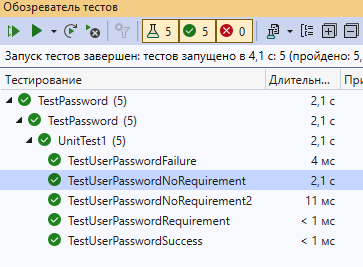 Обозреватель тестов
5 5 0
Запуск тестов завершен: тестов запущено в 4,1 с: 5 (пройдено: 5,
Тестирование Длительн... При
TestPassword (5) 2,1 с
TestPassword (5) 2,1 с
UnitTest1 (5) 2,1 с
TestUserPasswordFailure 4 мс
TestUserPasswordNoRequirement 2,1 с
TestUserPasswordNoRequirement2 11 мс
TestUserPasswordRequirement < 1 мс
TestUserPasswordSuccess < 1 мс